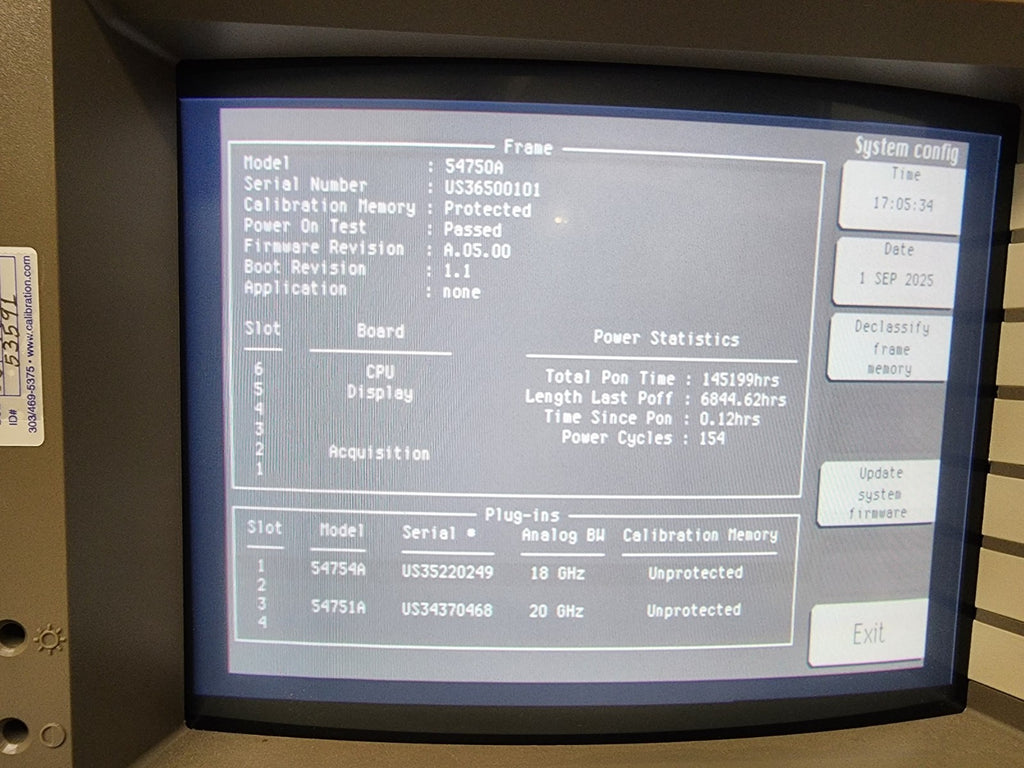 Frame
Model : 54750A
Serial Number : US36500101
Calibration Memory : Protected
Power On Test : Passed
Firmware Revision : A.05.00
Boot Revision : 1.1
Application : none
Slot Board
6 CPU
5 Display
4
3
2 Acquisition
1
Power Statistics
Total Pon Time : 145199hrs
Length Last Poff : 6844.62hrs
Time Since Pon : 0.12hrs
Power Cycles : 154
Plug-ins
Slot Model Serial # Analog BW Calibration Memory
1 54754A US35220249 18 GHz Unprotected
2
3 54751A US34370468 20 GHz Unprotected
4
System config
Time
17:05:34
Date
1 SEP 2025
Declassify
frame
memory
Update
system
firmware
Exit
ID# 53591
303/469-5375 • www.calibration.com